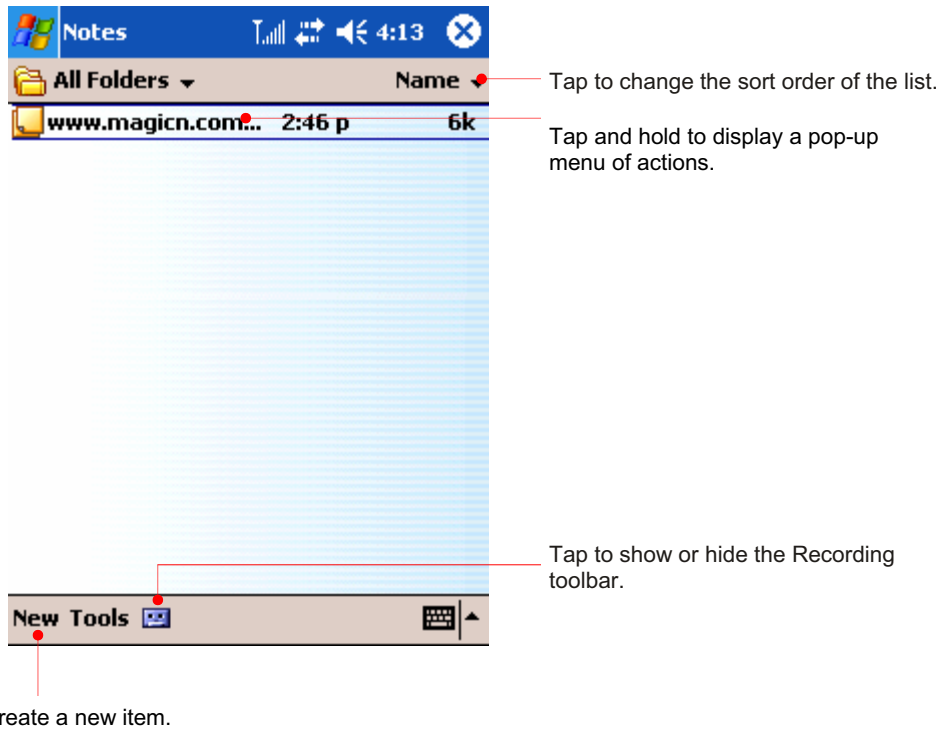 Notes 4:13
All Folders Name
Tap to change the sort order of the list.
www.magicn.com... 2:46 p 6k
Tap and hold to display a pop-up
menu of actions.
Tap to show or hide the Recording
toolbar.
New Tools
reate a new item.